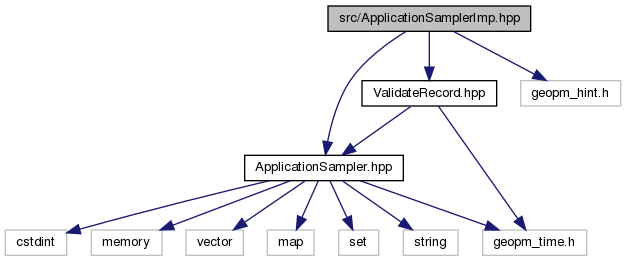 src/ApplicationSamplerImp.hpp
ValidateRecord.hpp
geopm_hint.h
ApplicationSampler.hpp
cstdint
memory
vector
map
set
string
geopm_time.h